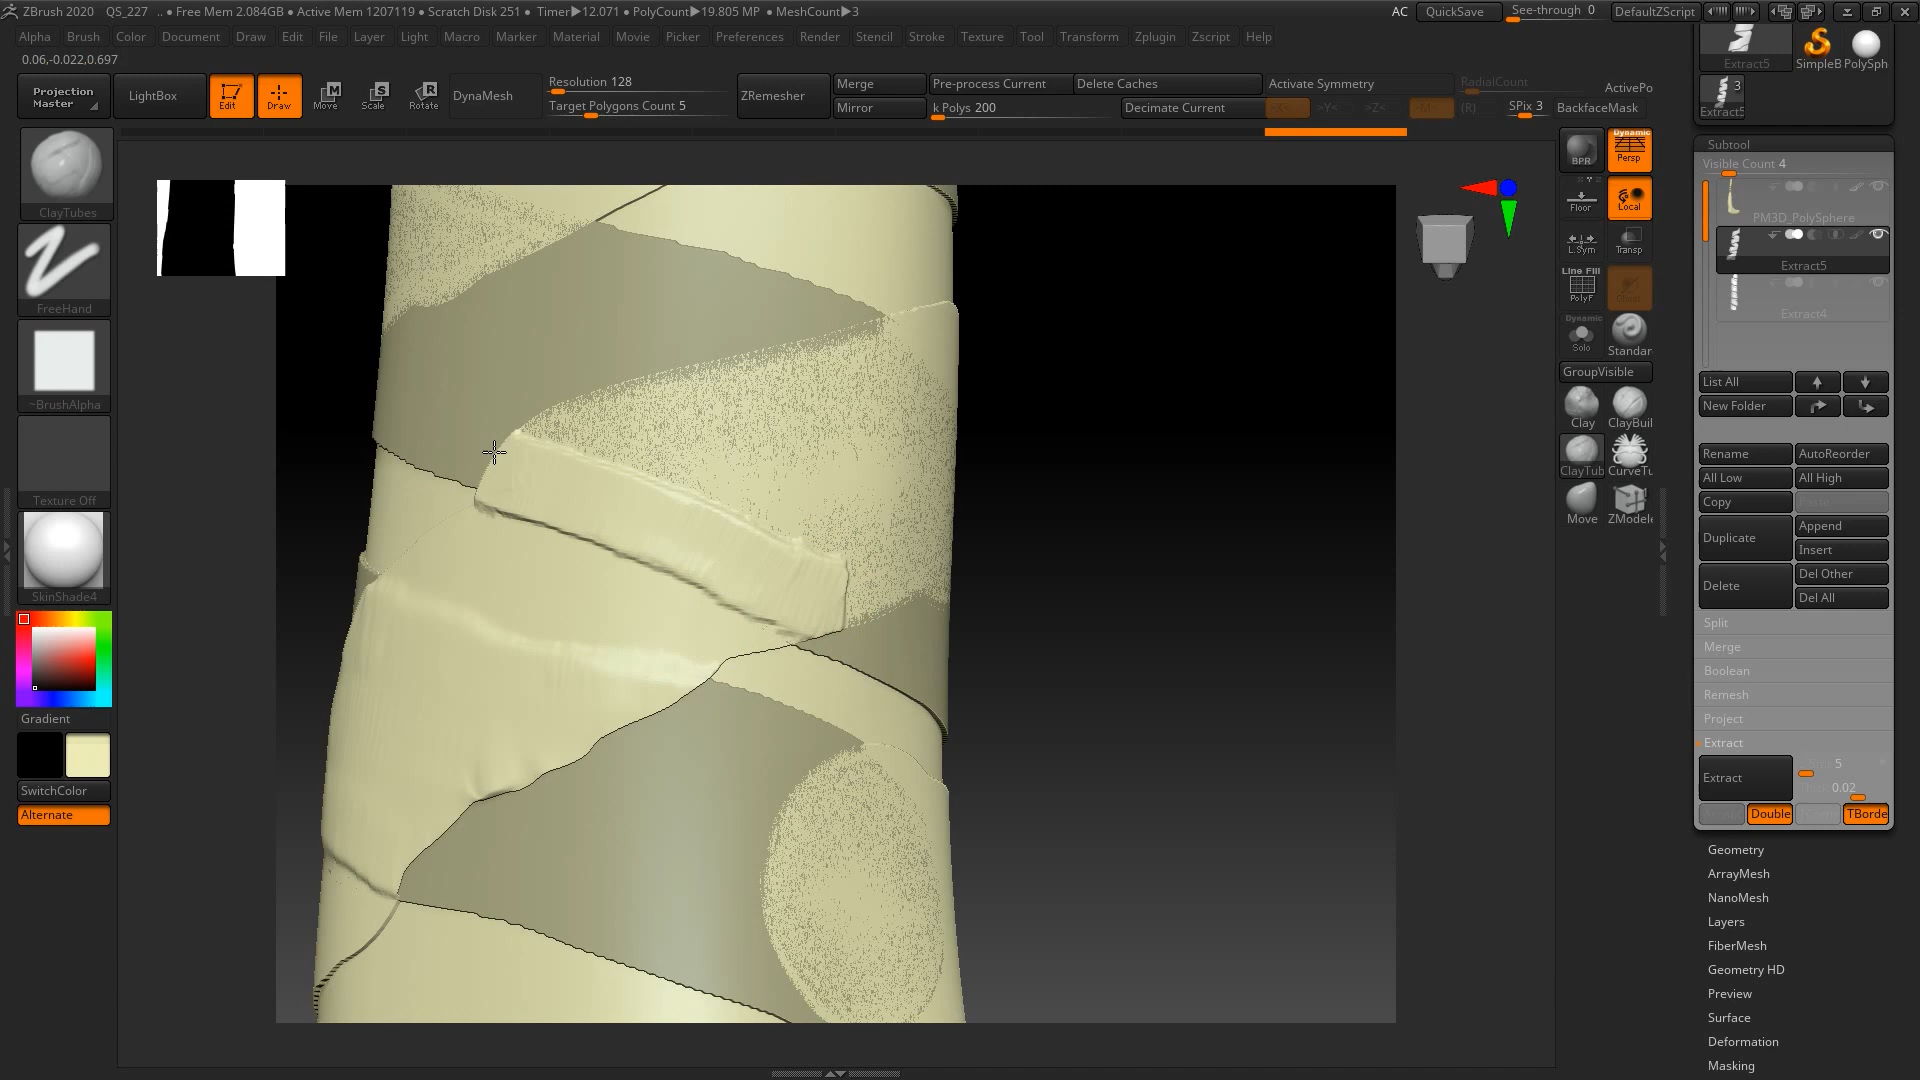 ZBrush 2020 QS_227 .. • Free Mem 2.084GB • Active Mem 1207119 • Scratch Disk 251 • Timer▶12.071 • PolyCount▶19.805 MP • MeshCount▶3
AC QuickSave See-through 0 DefaultZScript
Alpha Brush Color Document Draw Edit File Layer Light Macro Marker Material Movie Picker Preferences Render Stencil Stroke Texture Tool Transform Zplugin Zscript Help
0.06,-0.022,0.697
Extract5 SimpleB PolySph
Projection Master
LightBox
Edit
Draw
Move
Scale
Rotate
DynaMesh
Resolution 128
Target Polygons Count 5
ZRemesher
Merge
Mirror
Pre-process Current
k Polys 200
Delete Caches
Decimate Current
Activate Symmetry
>Y<
>Z<
RadialCount
(R)
ActivePo
SPix 3
BackfaceMask
3
Extract5
ClayTubes
FreeHand
~BrushAlpha
Texture Off
SkinShade4
Gradient
SwitchColor
Alternate
BPR
Dynamic
Persp
Floor
Local
L.Sym
Transp
Line Fill
PolyF
Dynamic
Solo
Standar
GroupVisible
Clay ClayBuil
ClayTub CurveTu
Move ZModele
Subtool
Visible Count 4
PM3D_PolySphere
Extract5
Extract4
List All
New Folder
Rename AutoReorder
All Low All High
Copy
Duplicate
Append
Insert
Delete
Del Other
Del All
Split
Merge
Boolean
Remesh
Project
Extract
Extract
5
0.02
Double
TBorde
Geometry
ArrayMesh
NanoMesh
Layers
FiberMesh
Geometry HD
Preview
Surface
Deformation
Masking